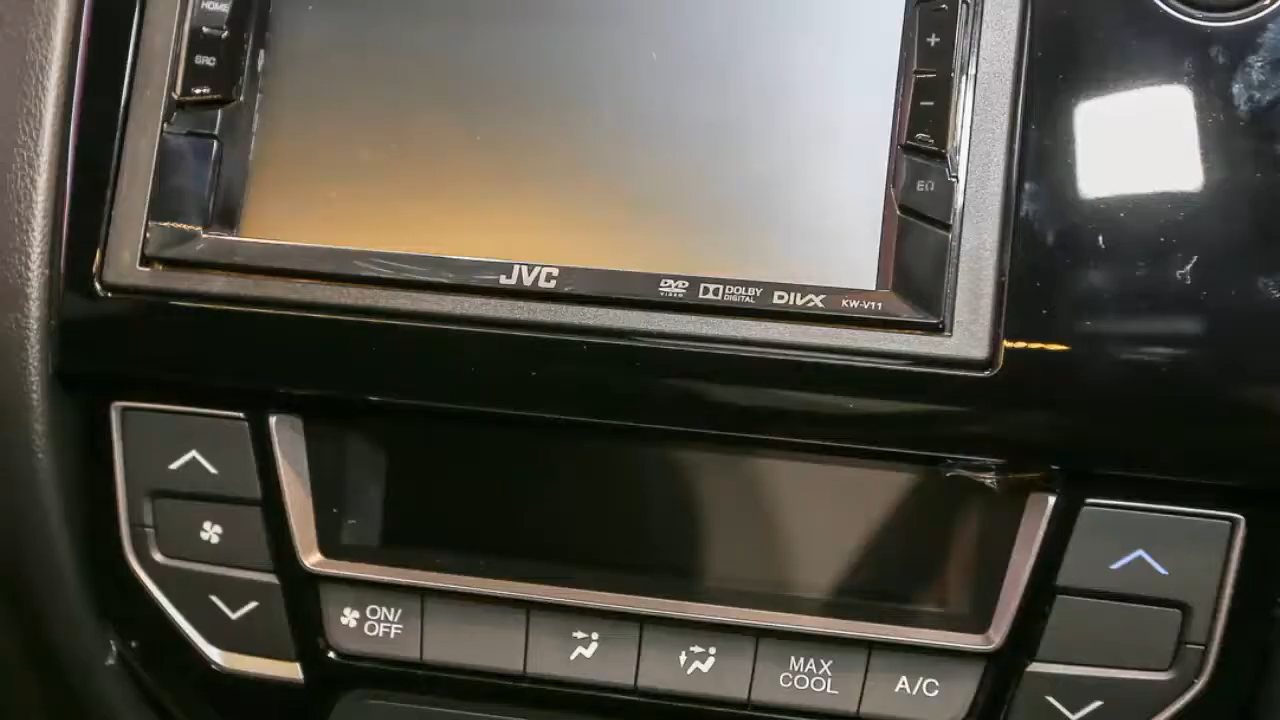 HOME
SRC
+
−
EQ
JVC
DVD
VIDEO
DOLBY
DIGITAL
DIVX
KW-V11
ON/
OFF
MAX
COOL
A/C